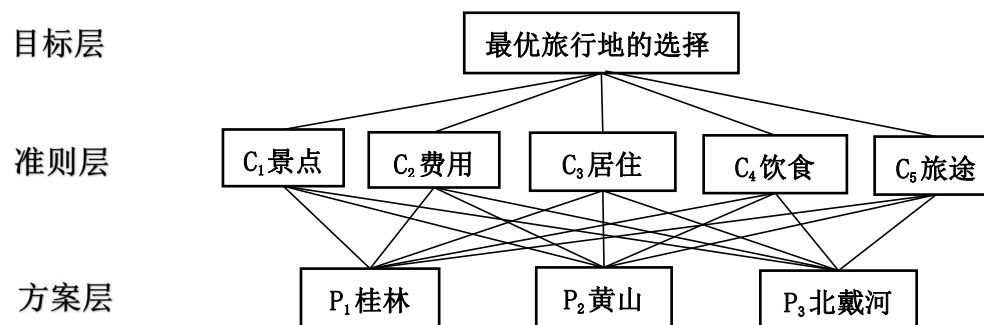 目标层
最优旅行地的选择
准则层
C₁景点
C₂费用
C₃居住
C₄饮食
C₅旅途
方案层
P₁桂林
P₂黄山
P₃北戴河